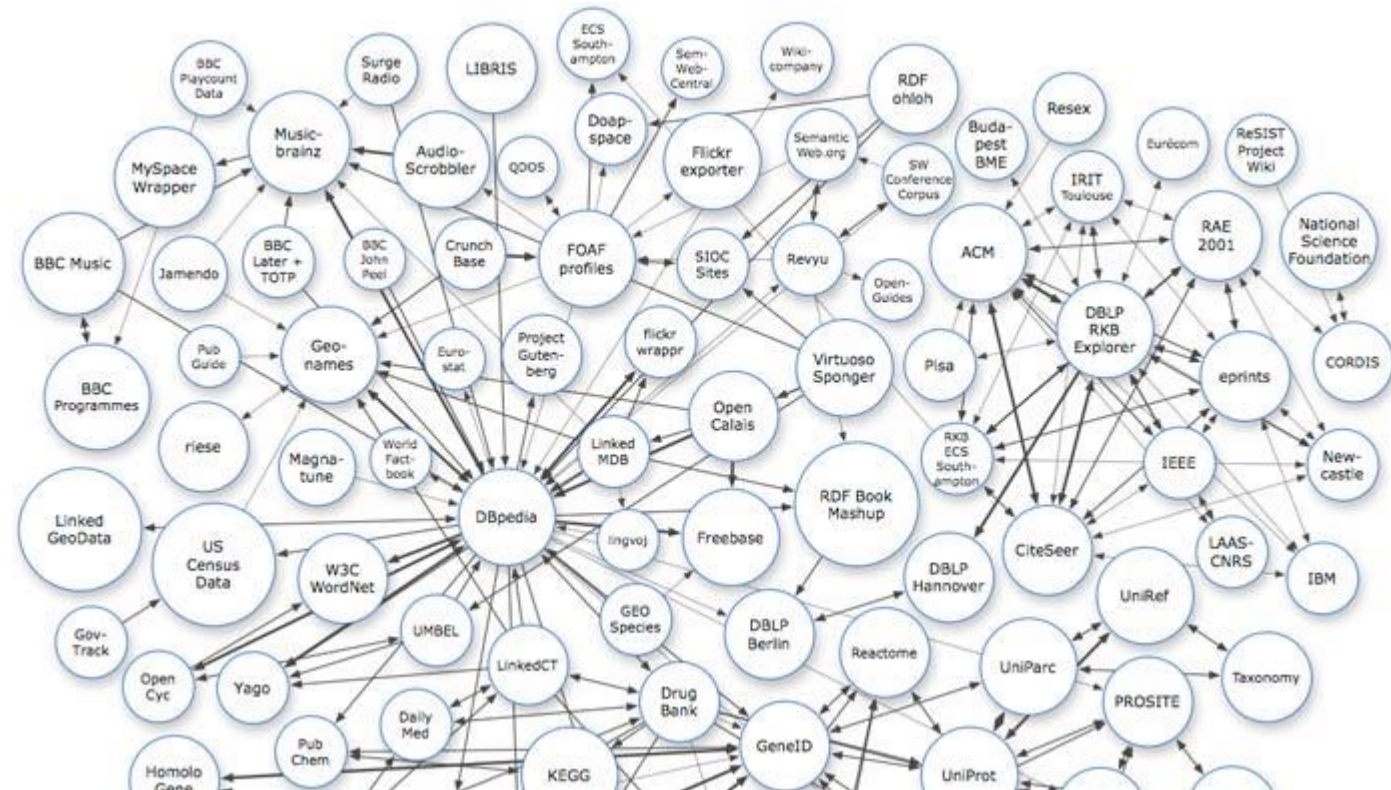 ECS
South-
ampton
BBC
Playcount
Data
Surge
Radio
LIBRIS
Sem-
Web-
Central
Wiki-
company
RDF
ohloh
Resex
Music-
brainz
Doap-
space
Semantic
Web.org
Buda-
pest
BME
Eurécom
ReSIST
Project
Wiki
MySpace
Wrapper
Audio-
Scrobbler
QDOS
Flickr
exporter
SW
Conference
Corpus
IRIT
Toulouse
National
Science
Foundation
BBC Music
Jamendo
BBC
Later +
TOTP
BBC
John
Peel
Crunch
Base
FOAF
profiles
SIOC
Sites
Revyu
Open-
Guides
ACM
RAE
2001
DBLP
RKB
Explorer
Pub
Guide
Geo-
names
Euro-
stat
Project
Guten-
berg
flickr
wrappr
Virtuoso
Sponger
Pisa
eprints
CORDIS
BBC
Programmes
riese
Magna-
tune
World
Fact-
book
Linked
MDB
Open
Calais
RKB
ECS
South-
ampton
IEEE
New-
castle
Linked
GeoData
US
Census
Data
W3C
WordNet
DBpedia
lingvoj
Freebase
RDF Book
Mashup
DBLP
Hannover
CiteSeer
LAAS-
CNRS
IBM
Gov-
Track
Open
Cyc
Yago
UMBEL
LinkedCT
GEO
Species
DBLP
Berlin
Reactome
UniParc
UniRef
Taxonomy
Pub
Chem
Daily
Med
Drug
Bank
GeneID
PROSITE
Homolo
Gene
KEGG
UniProt